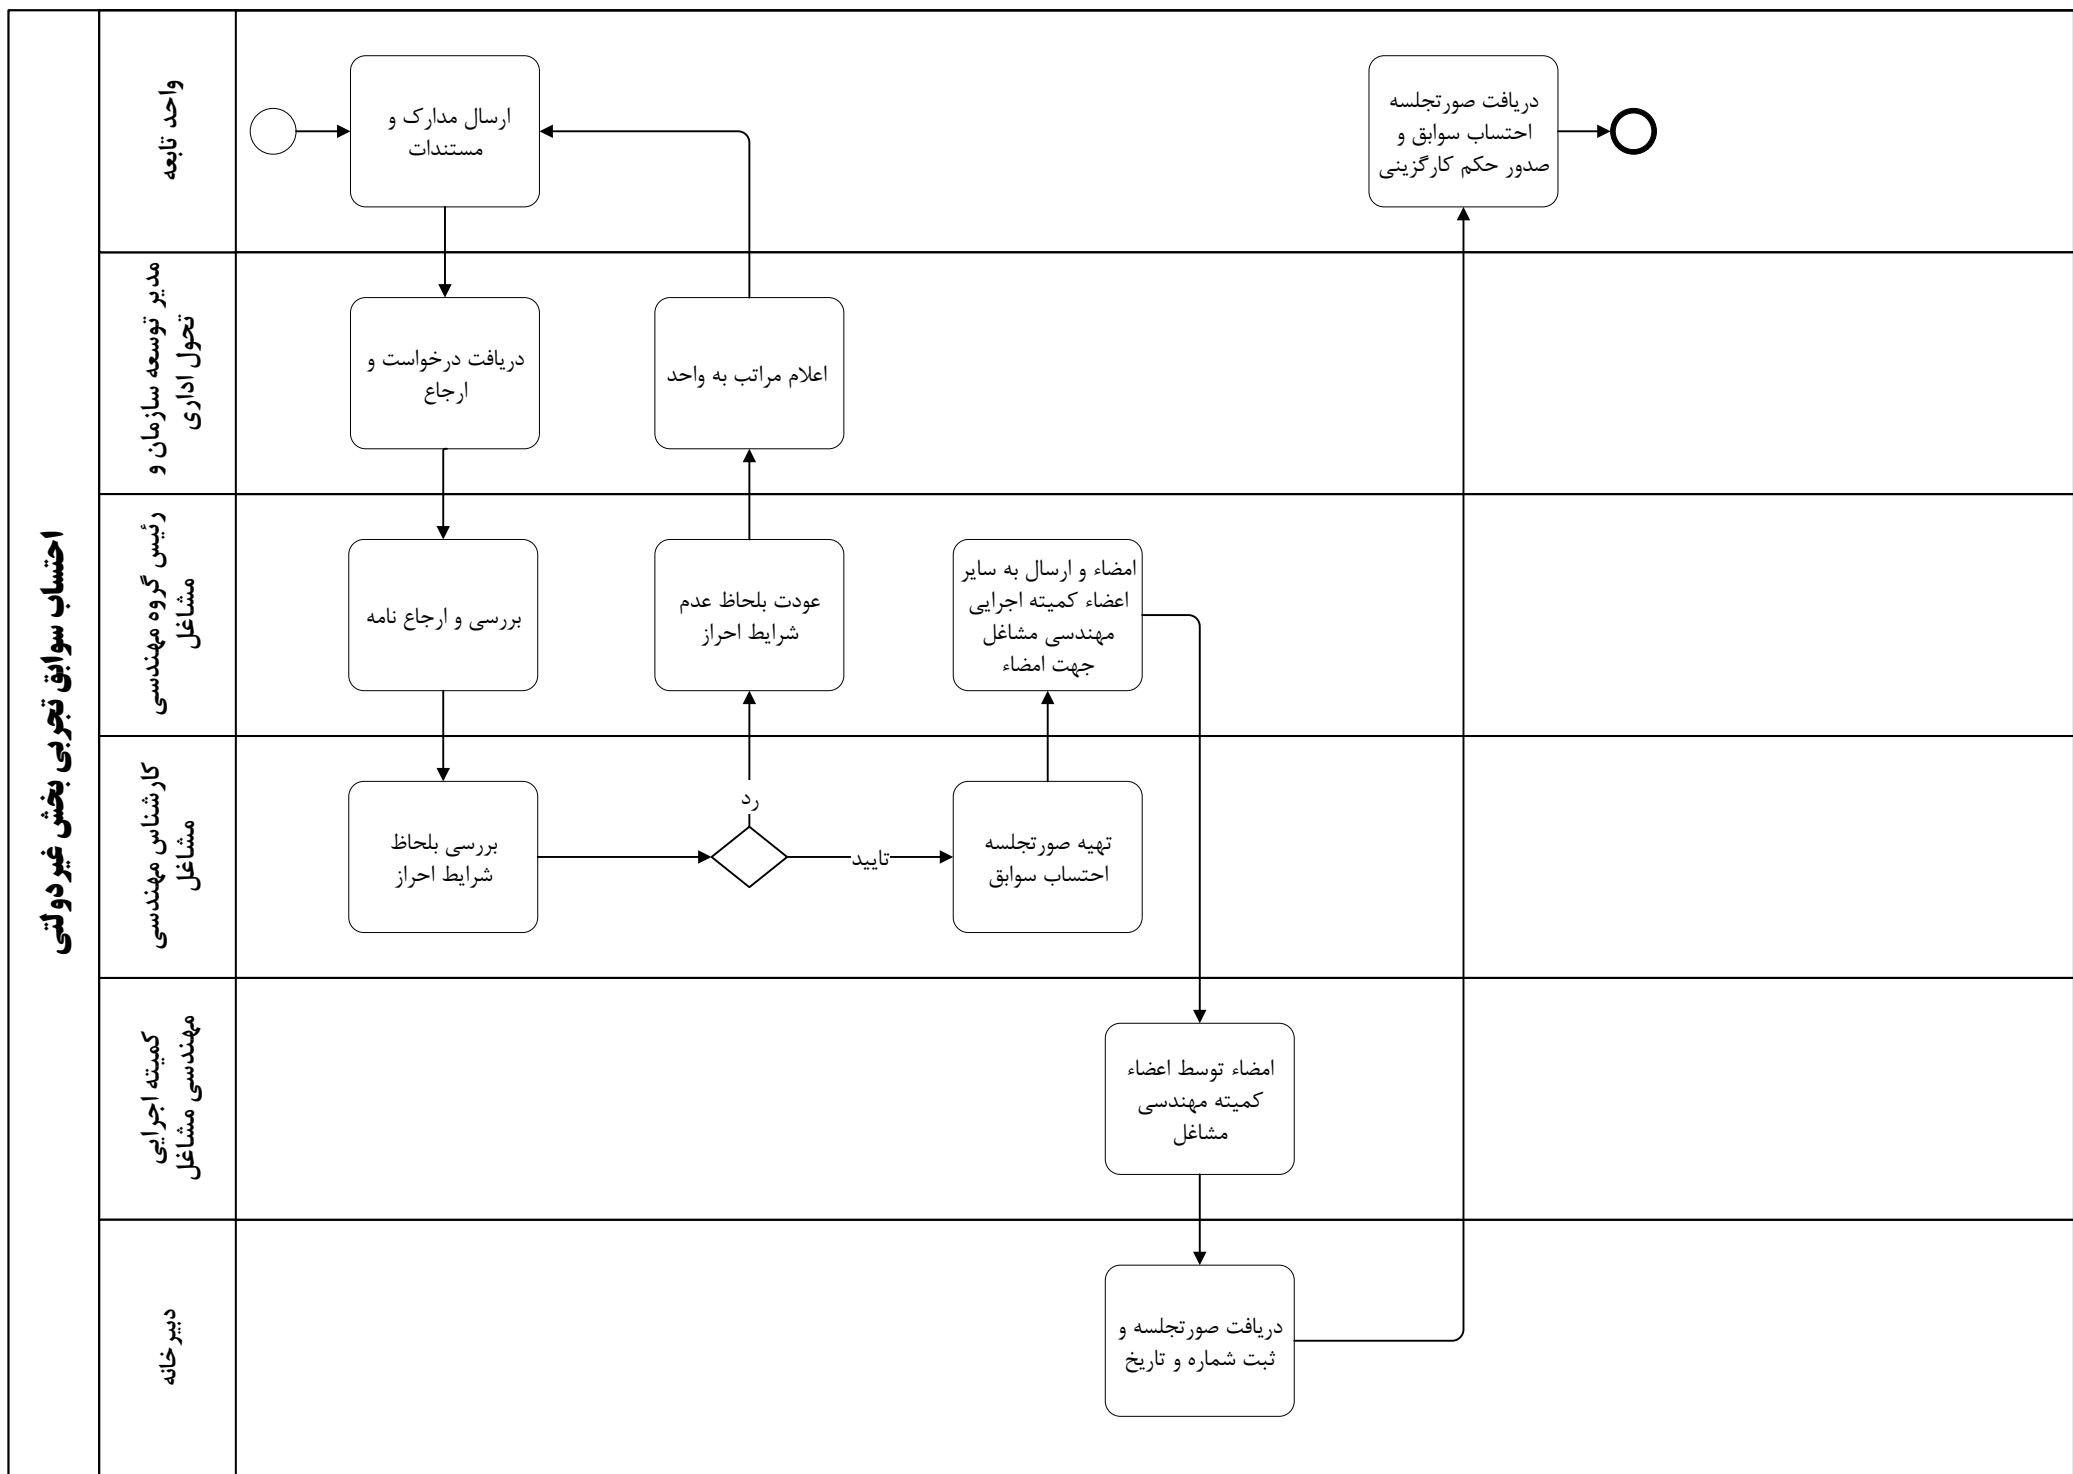 احتساب سوابق تجربی بخش غیردولتی
واحد تابعه
ارسال مدارک و
مستندات
دریافت صورتجلسه
احتساب سوابق و
صدور حکم کارگزینی
مدیر توسعه سازمان و
تحول اداری
دریافت درخواست و
ارجاع
اعلام مراتب به واحد
رئیس گروه مهندسی
مشاغل
بررسی و ارجاع نامه
عودت بلحاظ عدم
شرایط احراز
امضاء و ارسال به سایر
اعضاء کمیته اجرایی
مهندسی مشاغل
جهت امضاء
کارشناس مهندسی
مشاغل
بررسی بلحاظ
شرایط احراز
رد
تایید
تهیه صورتجلسه
احتساب سوابق
کمیته اجرایی
مهندسی مشاغل
امضاء توسط اعضاء
کمیته مهندسی
مشاغل
دبیرخانه
دریافت صورتجلسه و
ثبت شماره و تاریخ